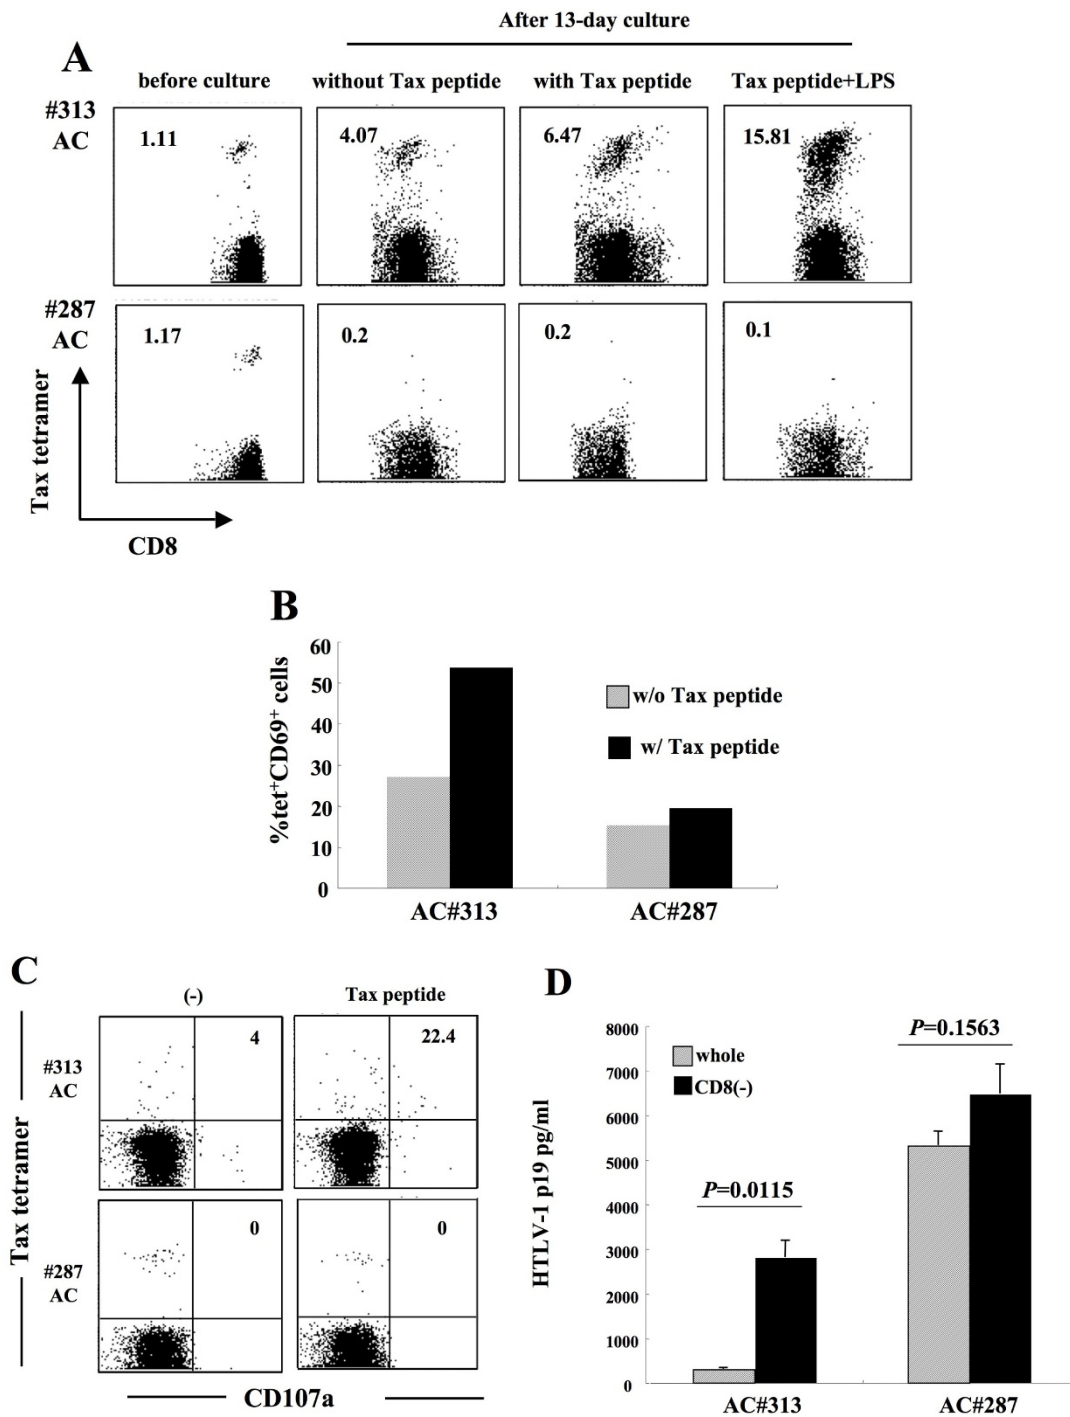 After 13-day culture
A
before culture
without Tax peptide
with Tax peptide
Tax peptide+LPS
#313
AC
1.11
4.07
6.47
15.81
#287
AC
1.17
0.2
0.2
0.1
Tax tetramer
CD8
B
%tet⁺CD69⁺ cells
60
50
40
30
20
10
0
w/o Tax peptide
w/ Tax peptide
AC#313
AC#287
C
(-)
Tax peptide
#313
AC
4
22.4
#287
AC
0
0
Tax tetramer
CD107a
D
HTLV-1 p19 pg/ml
8000
7000
6000
5000
4000
3000
2000
1000
0
whole
CD8(-)
P=0.0115
P=0.1563
AC#313
AC#287